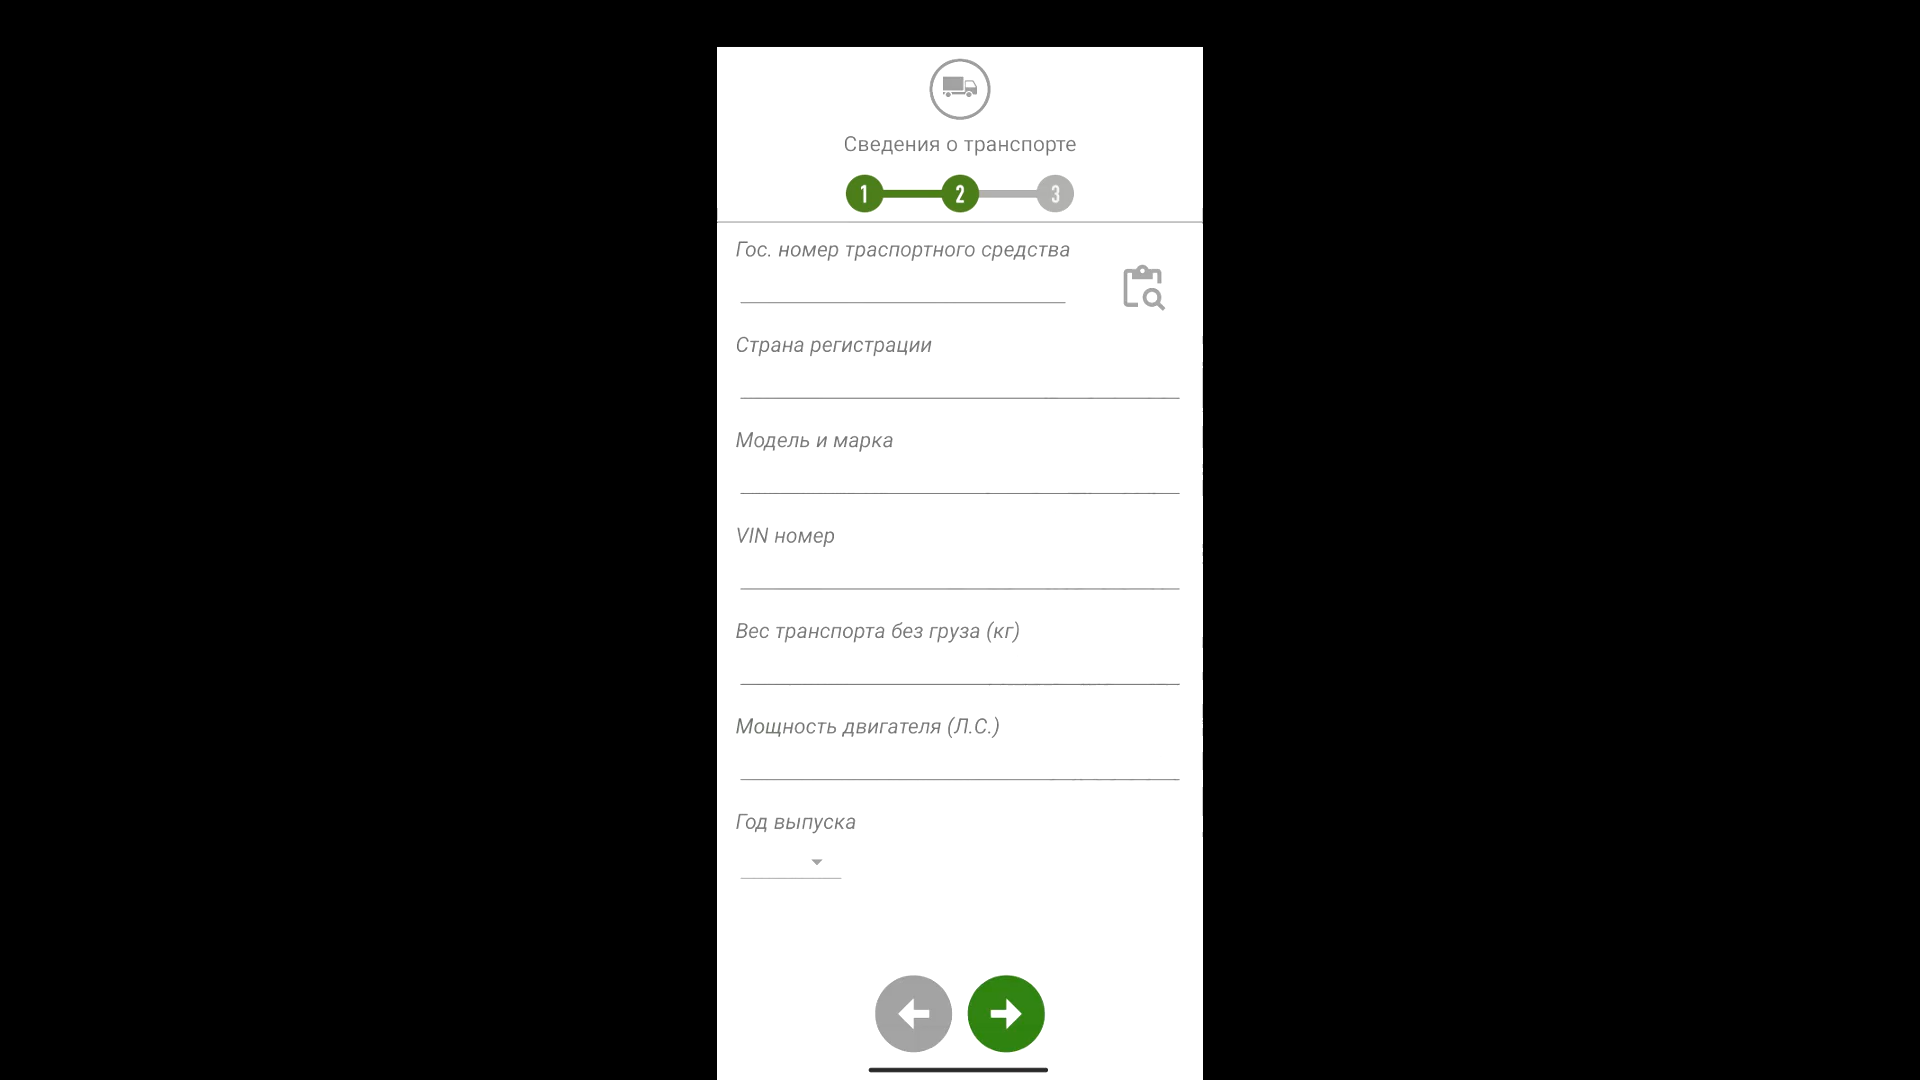 Сведения о транспорте
1 2 3
Гос. номер траспортного средства
Страна регистрации
Модель и марка
VIN номер
Вес транспорта без груза (кг)
Мощность двигателя (Л.С.)
Год выпуска